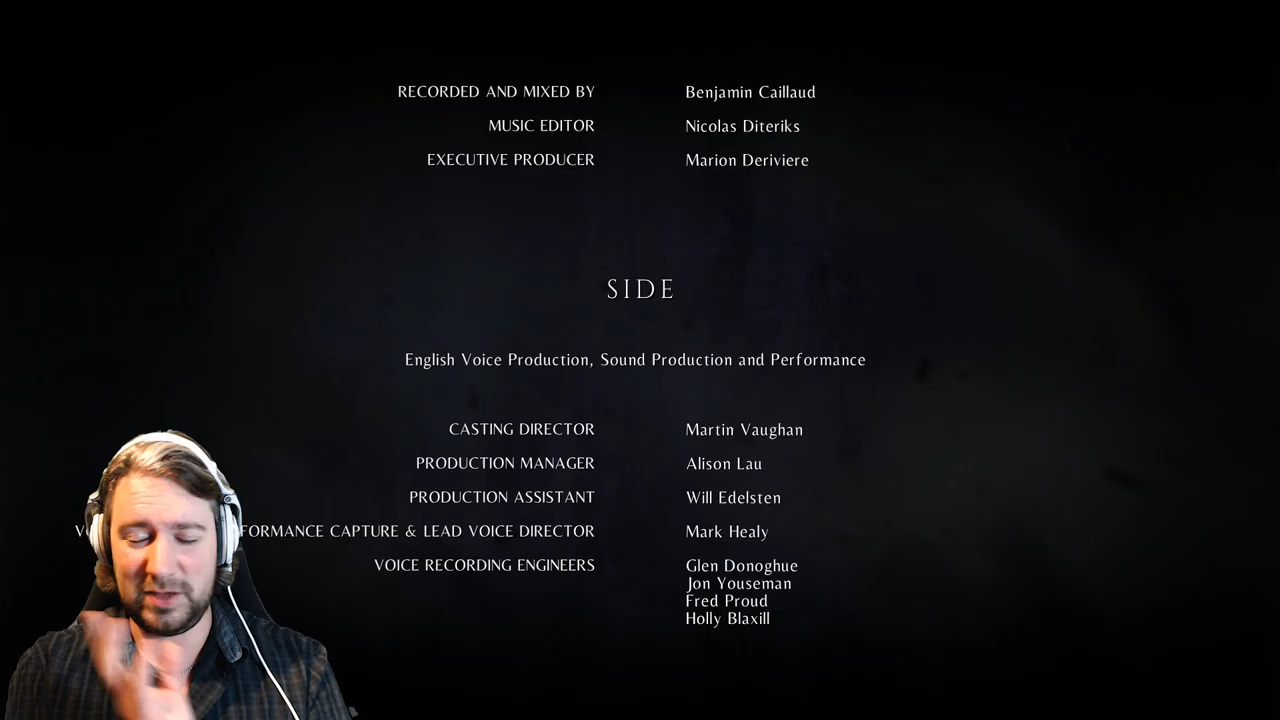 RECORDED AND MIXED BY Benjamin Caillaud
MUSIC EDITOR Nicolas Diteriks
EXECUTIVE PRODUCER Marion Deriviere
SIDE
English Voice Production, Sound Production and Performance
CASTING DIRECTOR Martin Vaughan
PRODUCTION MANAGER Alison Lau
PRODUCTION ASSISTANT Will Edelsten
CAPTURE & LEAD VOICE DIRECTOR Mark Healy
VOICE RECORDING ENGINEERS Glen Donoghue
Jon Youseman
Fred Proud
Holly Blaxill